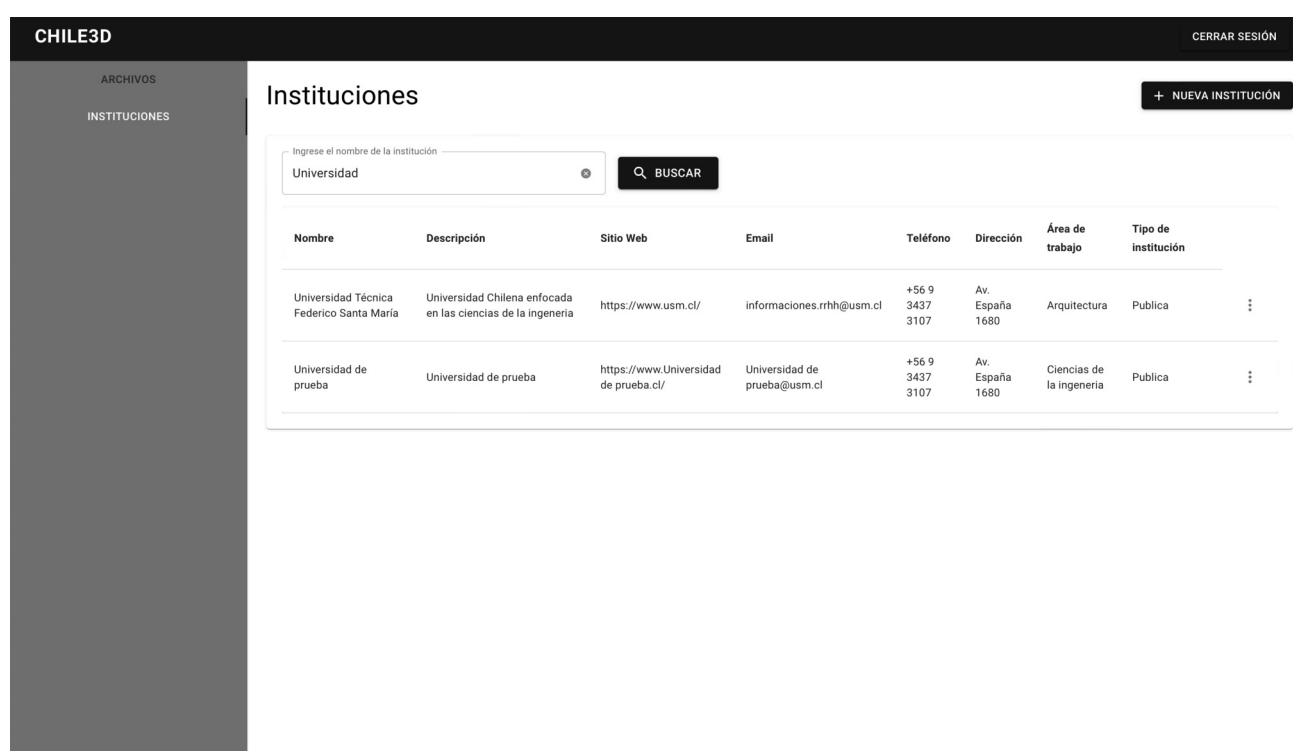 CHILE3D
CERRAR SESIÓN
ARCHIVOS
INSTITUCIONES
Instituciones
+ NUEVA INSTITUCIÓN
Ingrese el nombre de la institución
Universidad
BUSCAR
Nombre Descripción Sitio Web Email Teléfono Dirección Área de trabajo Tipo de institución
Universidad Técnica
Federico Santa María
Universidad Chilena enfocada
en las ciencias de la ingeneria
https://www.usm.cl/
informaciones.rrhh@usm.cl
+56 9
3437
3107
Av.
España
1680
Arquitectura
Publica
Universidad de
prueba
Universidad de prueba
https://www.Universidad
de prueba.cl/
Universidad de
prueba@usm.cl
+56 9
3437
3107
Av.
España
1680
Ciencias de
la ingeneria
Publica